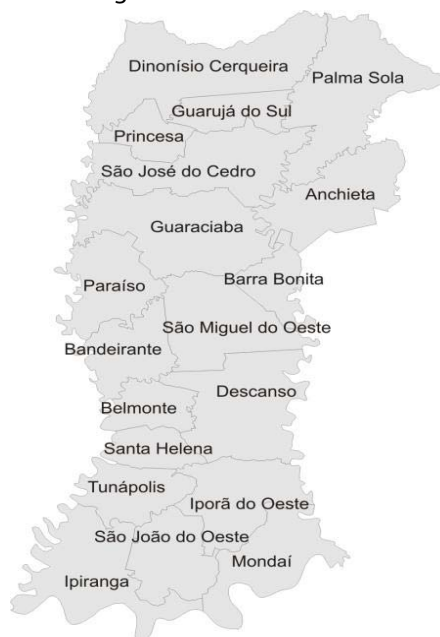 Dinonísio Cerqueira
Palma Sola
Guarujá do Sul
Princesa
São José do Cedro
Anchieta
Guaraciaba
Barra Bonita
Paraíso
São Miguel do Oeste
Bandeirante
Descanso
Belmonte
Santa Helena
Tunápolis
Iporã do Oeste
São João do Oeste
Mondaí
Ipiranga